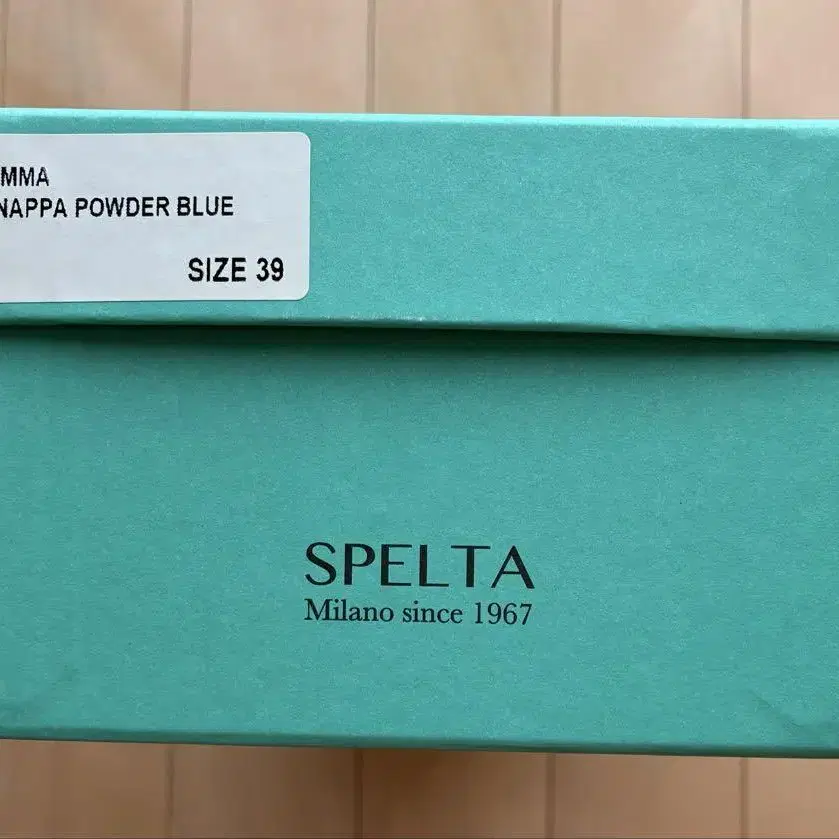 MMA
NAPPA POWDER BLUE
SIZE 39
SPELTA
Milano since 1967